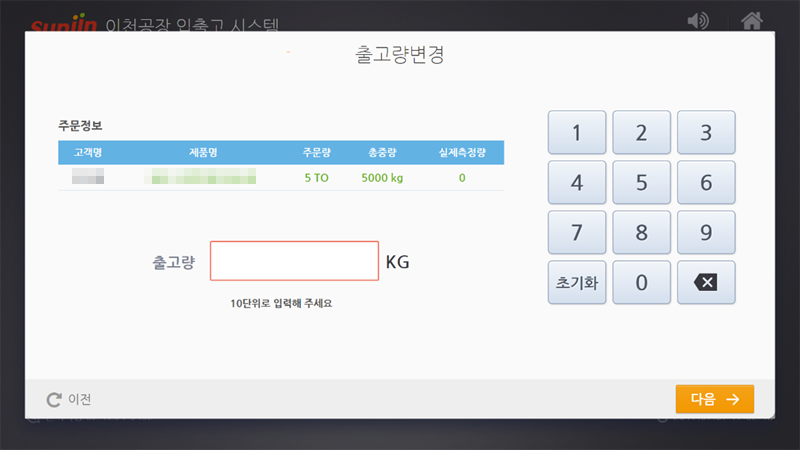 sunjin 이천공장 입출고 시스템
출고량변경
주문정보
고객명 제품명 주문량 총중량 실제측정량
5 TO 5000 kg 0
출고량 KG
10단위로 입력해 주세요
1 2 3
4 5 6
7 8 9
초기화 0
이전
다음